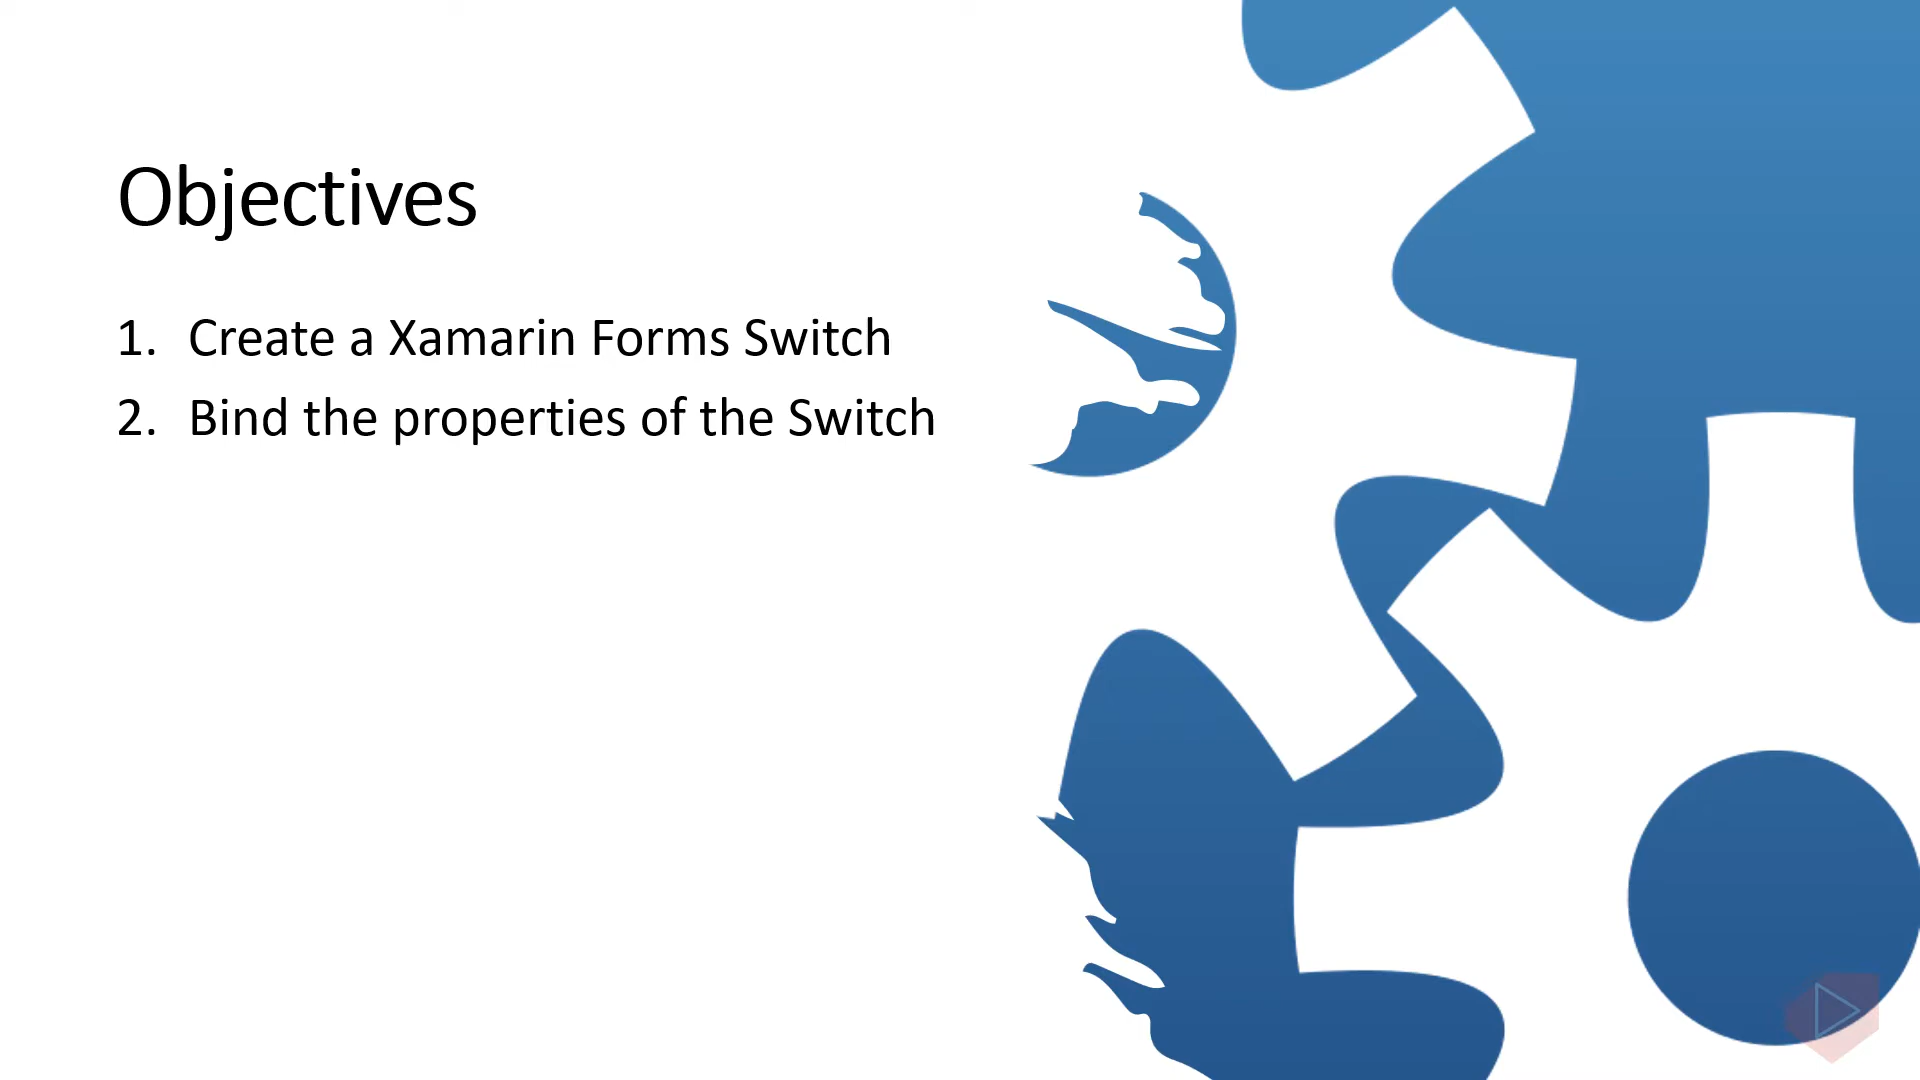 Objectives
1. Create a Xamarin Forms Switch
2. Bind the properties of the Switch